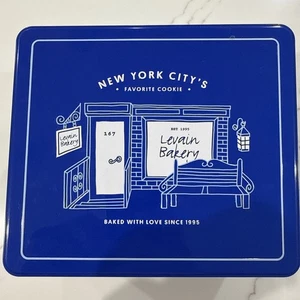 NEW YORK CITY'S
• FAVORITE COOKIE •
Levain
Bakery
167
EST 1995
Levain
Bakery
BAKED WITH LOVE SINCE 1995